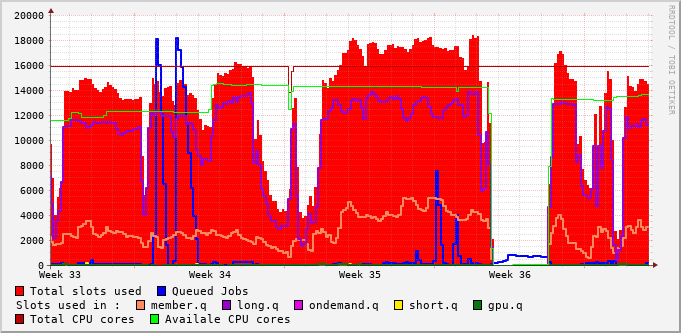 20000
18000
16000
14000
12000
10000
8000
6000
4000
2000
0
Week 33 Week 34 Week 35 Week 36
RRDTOOL / TOBI OETIKER
Total slots used Queued Jobs
Slots used in : member.q long.q ondemand.q short.q gpu.q
Total CPU cores Availale CPU cores